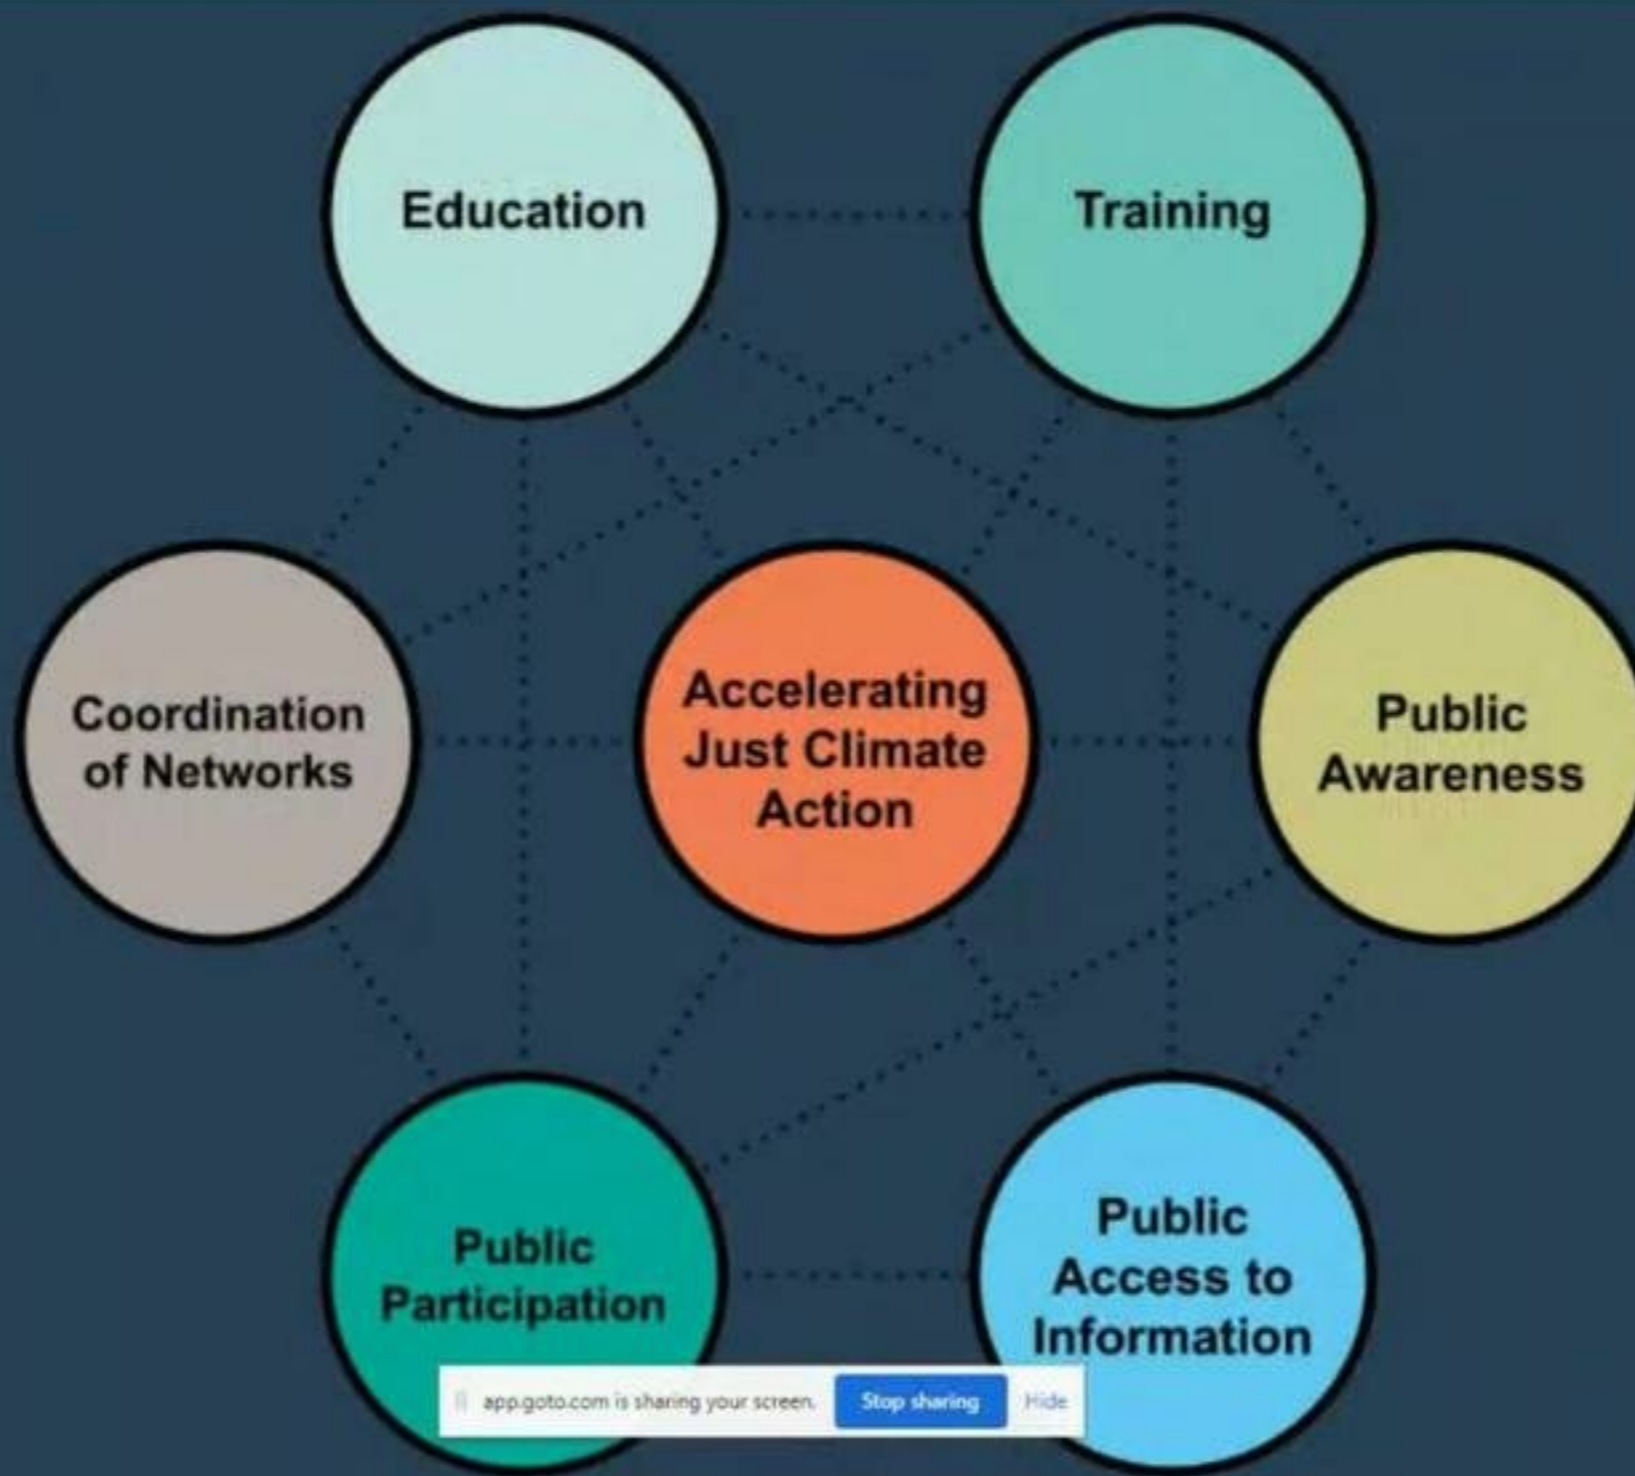 Education
Training
Coordination
of Networks
Accelerating
Just Climate
Action
Public
Awareness
Public
Participation
Public
Access to
Information
app.goto.com is sharing your screen.
Stop sharing
Hide